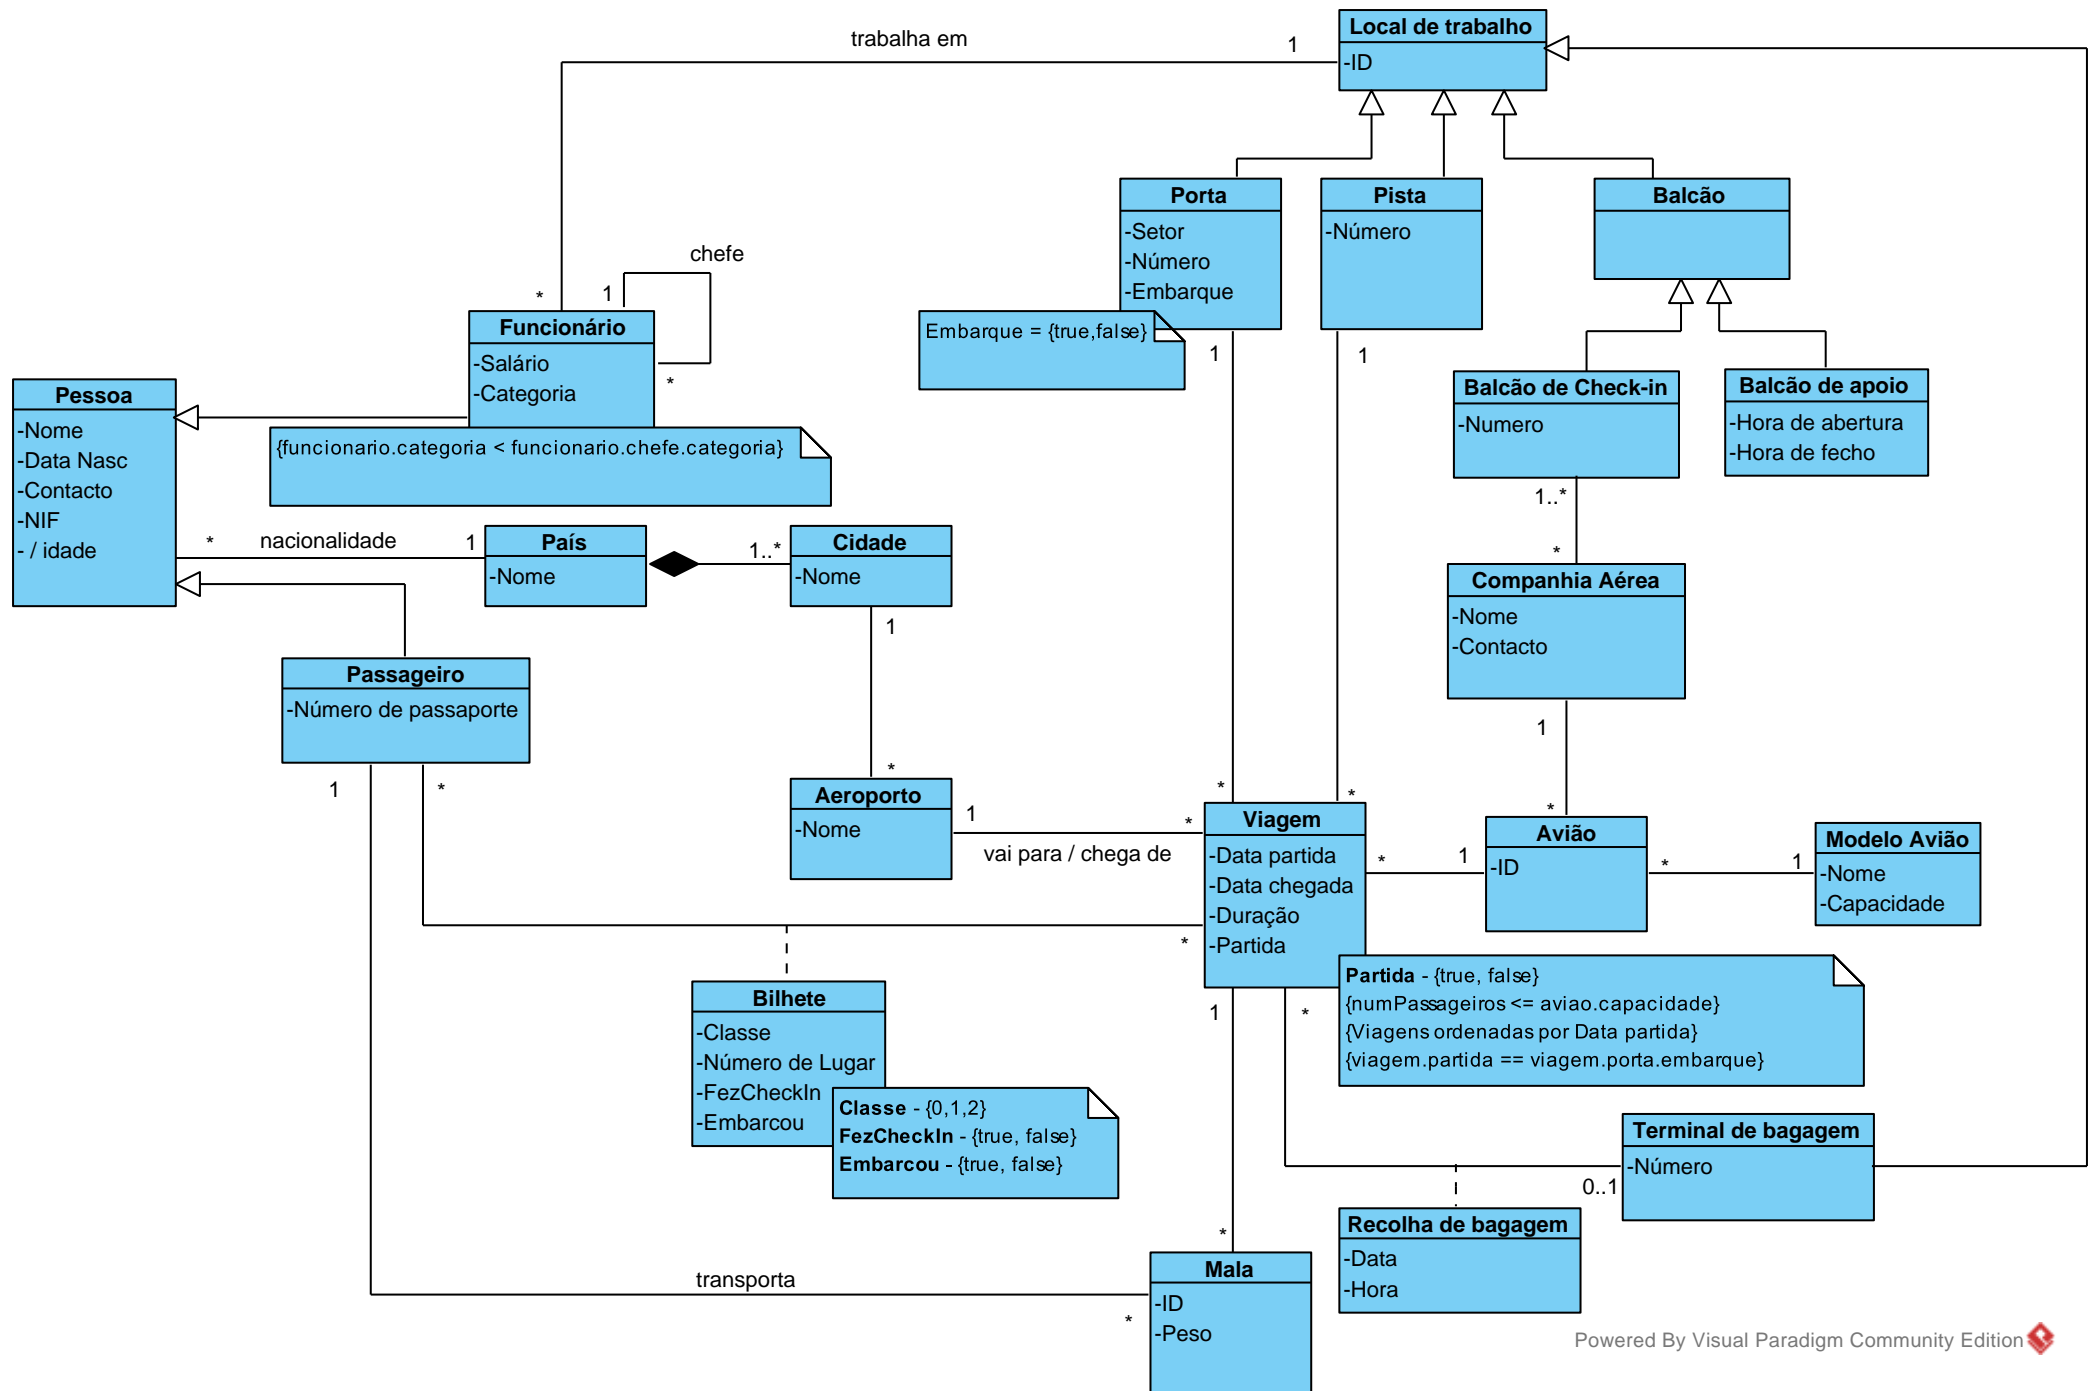 trabalha em
1
Local de trabalho
-ID
Porta
-Setor
-Número
-Embarque
Embarque = {true,false}
1
Pista
-Número
1
Balcão
chefe
*
1
Funcionário
-Salário
-Categoria
*
{funcionario.categoria < funcionario.chefe.categoria}
Balcão de Check-in
-Numero
1..*
Balcão de apoio
-Hora de abertura
-Hora de fecho
Pessoa
-Nome
-Data Nasc
-Contacto
-NIF
- / idade
*
nacionalidade
1
País
-Nome
1..*
Cidade
-Nome
1
*
Companhia Aérea
-Nome
-Contacto
1
Passageiro
-Número de passaporte
1
*
*
Aeroporto
-Nome
1
*
vai para / chega de
*
*
Viagem
-Data partida
-Data chegada
-Duração
-Partida
*
1
*
Avião
-ID
*
1
Modelo Avião
-Nome
-Capacidade
*
1
*
Partida - {true, false}
{numPassageiros <= aviao.capacidade}
{Viagens ordenadas por Data partida}
{viagem.partida == viagem.porta.embarque}
Bilhete
-Classe
-Número de Lugar
-FezCheckIn
-Embarcou
Classe - {0,1,2}
FezCheckIn - {true, false}
Embarcou - {true, false}
Terminal de bagagem
-Número
0..1
Recolha de bagagem
-Data
-Hora
*
Mala
-ID
-Peso
transporta
*
Powered By Visual Paradigm Community Edition